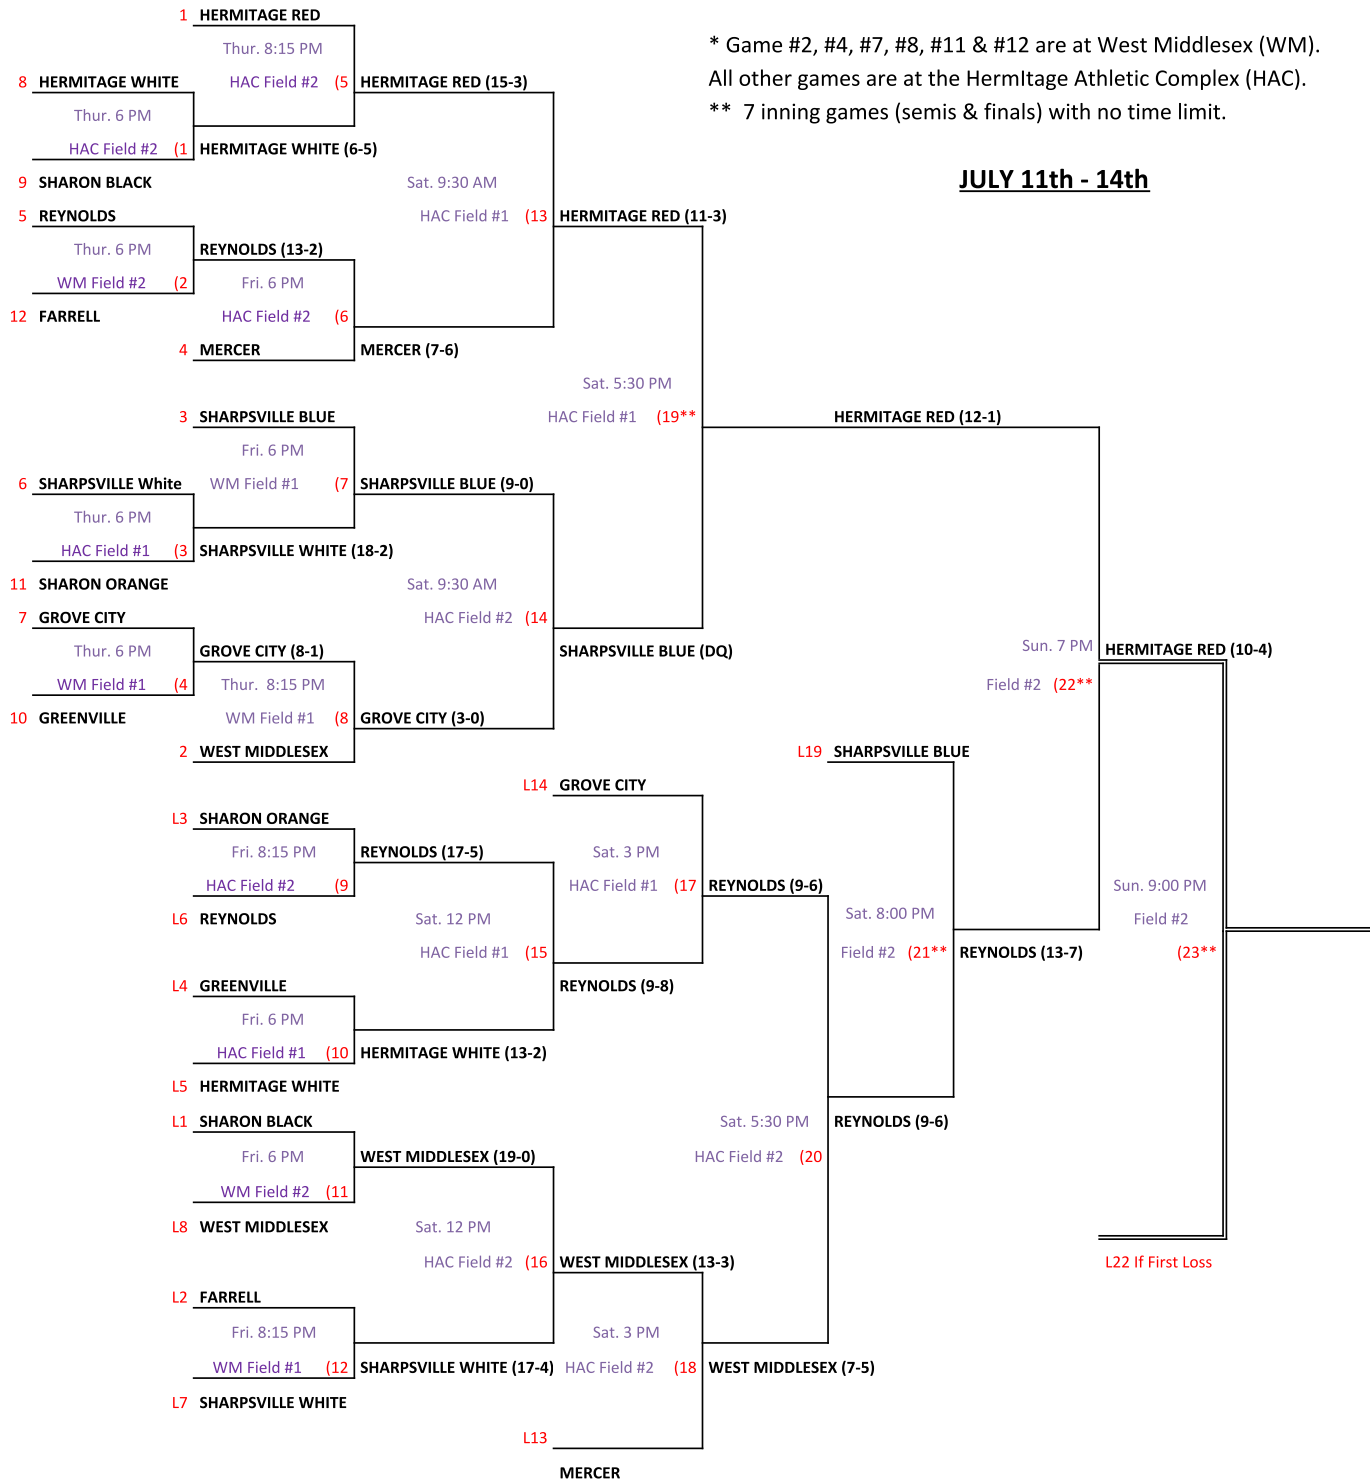 1 HERMITAGE RED
Thur. 8:15 PM
* Game #2, #4, #7, #8, #11 & #12 are at West Middlesex (WM).
8 HERMITAGE WHITE HAC Field #2 (5 HERMITAGE RED (15-3)
All other games are at the HermItage Athletic Complex (HAC).
Thur. 6 PM
** 7 inning games (semis & finals) with no time limit.
HAC Field #2 (1 HERMITAGE WHITE (6-5)
9 SHARON BLACK Sat. 9:30 AM
JULY 11th - 14th
5 REYNOLDS HAC Field #1 (13 HERMITAGE RED (11-3)
Thur. 6 PM REYNOLDS (13-2)
WM Field #2 (2 Fri. 6 PM
12 FARRELL HAC Field #2 (6
4 MERCER MERCER (7-6)
Sat. 5:30 PM
3 SHARPSVILLE BLUE HAC Field #1 (19** HERMITAGE RED (12-1)
Fri. 6 PM
6 SHARPSVILLE White WM Field #1 (7 SHARPSVILLE BLUE (9-0)
Thur. 6 PM
HAC Field #1 (3 SHARPSVILLE WHITE (18-2)
11 SHARON ORANGE Sat. 9:30 AM
7 GROVE CITY HAC Field #2 (14
Thur. 6 PM GROVE CITY (8-1) SHARPSVILLE BLUE (DQ) Sun. 7 PM HERMITAGE RED (10-4)
WM Field #1 (4 Thur. 8:15 PM Field #2 (22**
10 GREENVILLE WM Field #1 (8 GROVE CITY (3-0)
2 WEST MIDDLESEX L19 SHARPSVILLE BLUE
L14 GROVE CITY
L3 SHARON ORANGE
Fri. 8:15 PM REYNOLDS (17-5) Sat. 3 PM
HAC Field #2 (9 HAC Field #1 (17 REYNOLDS (9-6) Sun. 9:00 PM
L6 REYNOLDS Sat. 12 PM Sat. 8:00 PM Field #2
HAC Field #1 (15 Field #2 (21** REYNOLDS (13-7) (23**
L4 GREENVILLE REYNOLDS (9-8)
Fri. 6 PM
HAC Field #1 (10 HERMITAGE WHITE (13-2)
L5 HERMITAGE WHITE
L1 SHARON BLACK Sat. 5:30 PM REYNOLDS (9-6)
Fri. 6 PM WEST MIDDLESEX (19-0) HAC Field #2 (20
WM Field #2 (11
L8 WEST MIDDLESEX Sat. 12 PM
HAC Field #2 (16 WEST MIDDLESEX (13-3) L22 If First Loss
L2 FARRELL
Fri. 8:15 PM Sat. 3 PM
WM Field #1 (12 SHARPSVILLE WHITE (17-4) HAC Field #2 (18 WEST MIDDLESEX (7-5)
L7 SHARPSVILLE WHITE
L13
MERCER